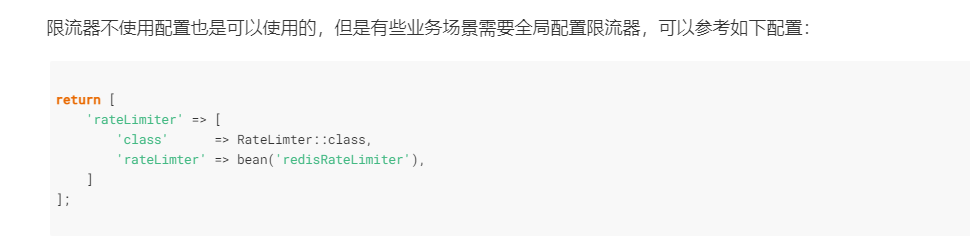 限流器不使用配置也是可以使用的，但是有些业务场景需要全局配置限流器，可以参考如下配置：
return [
    'rateLimiter' => [
        'class'      => RateLimter::class,
        'rateLimter' => bean('redisRateLimiter'),
    ]
];